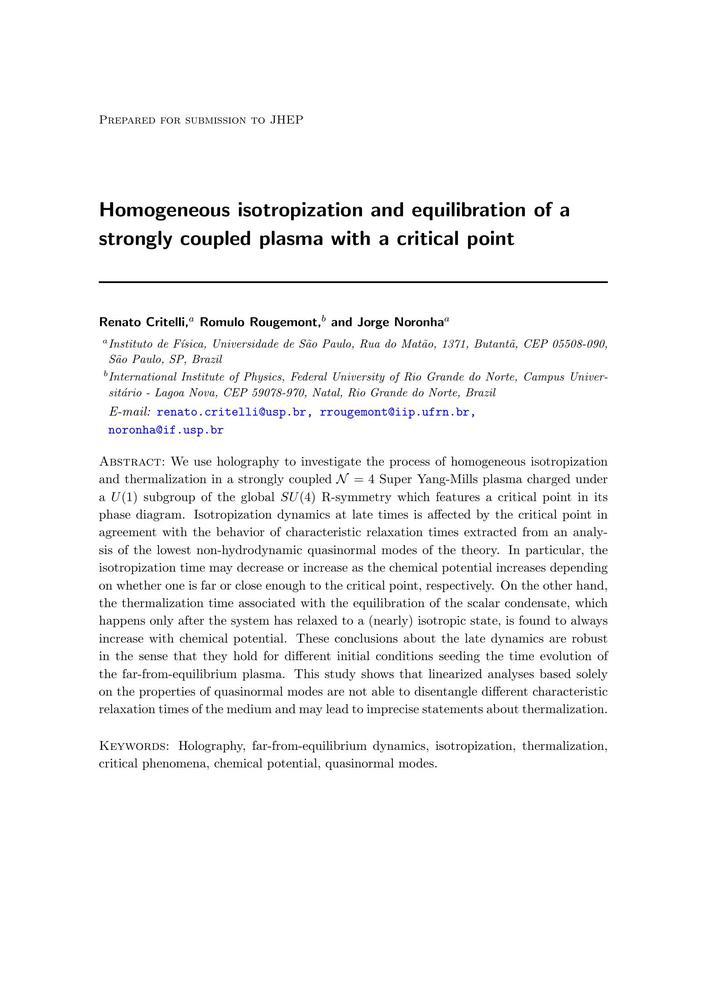 Prepared for submission to JHEP
Homogeneous isotropization and equilibration of a
strongly coupled plasma with a critical point
Renato Critelli,a Romulo Rougemont,b and Jorge Noronhaa
aInstituto de Física, Universidade de São Paulo, Rua do Matão, 1371, Butantã, CEP 05508-090,
São Paulo, SP, Brazil
bInternational Institute of Physics, Federal University of Rio Grande do Norte, Campus Univer-
sitário - Lagoa Nova, CEP 59078-970, Natal, Rio Grande do Norte, Brazil
E-mail: renato.critelli@usp.br, rrougemont@iip.ufrn.br,
noronha@if.usp.br
Abstract: We use holography to investigate the process of homogeneous isotropization
and thermalization in a strongly coupled 𝒩 = 4 Super Yang-Mills plasma charged under
a U(1) subgroup of the global SU(4) R-symmetry which features a critical point in its
phase diagram. Isotropization dynamics at late times is affected by the critical point in
agreement with the behavior of characteristic relaxation times extracted from an analy-
sis of the lowest non-hydrodynamic quasinormal modes of the theory. In particular, the
isotropization time may decrease or increase as the chemical potential increases depending
on whether one is far or close enough to the critical point, respectively. On the other hand,
the thermalization time associated with the equilibration of the scalar condensate, which
happens only after the system has relaxed to a (nearly) isotropic state, is found to always
increase with chemical potential. These conclusions about the late dynamics are robust
in the sense that they hold for different initial conditions seeding the time evolution of
the far-from-equilibrium plasma. This study shows that linearized analyses based solely
on the properties of quasinormal modes are not able to disentangle different characteristic
relaxation times of the medium and may lead to imprecise statements about thermalization.
Keywords: Holography, far-from-equilibrium dynamics, isotropization, thermalization,
critical phenomena, chemical potential, quasinormal modes.